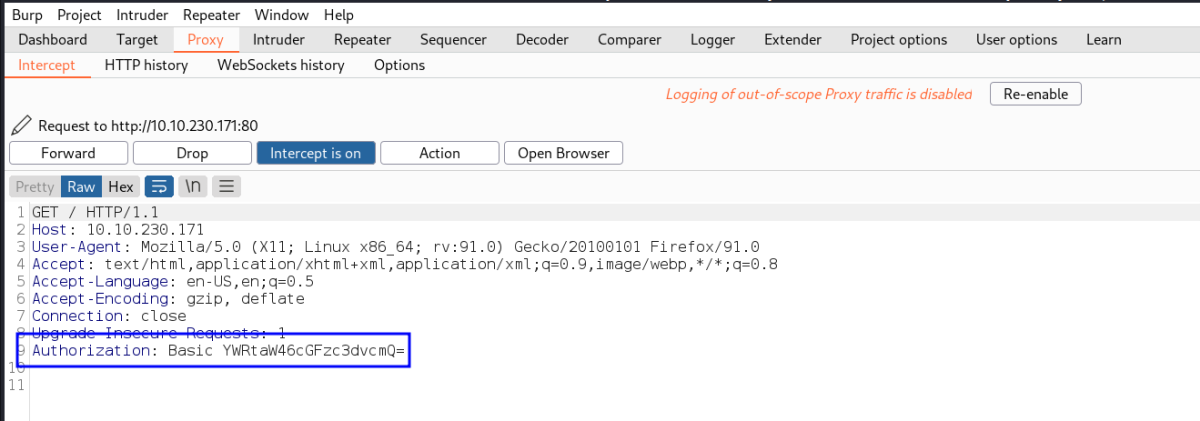 Burp Project Intruder Repeater Window Help
Dashboard Target Proxy Intruder Repeater Sequencer Decoder Comparer Logger Extender Project options User options Learn
Intercept HTTP history WebSockets history Options
Logging of out-of-scope Proxy traffic is disabled Re-enable
Request to http://10.10.230.171:80
Forward Drop Intercept is on Action Open Browser
Pretty Raw Hex \n
1 GET / HTTP/1.1
2 Host: 10.10.230.171
3 User-Agent: Mozilla/5.0 (X11; Linux x86_64; rv:91.0) Gecko/20100101 Firefox/91.0
4 Accept: text/html,application/xhtml+xml,application/xml;q=0.9,image/webp,*/*;q=0.8
5 Accept-Language: en-US,en;q=0.5
6 Accept-Encoding: gzip, deflate
7 Connection: close
8 Upgrade-Insecure-Requests: 1
9 Authorization: Basic YWRtaW46cGFzc3dvcmQ=
10
11